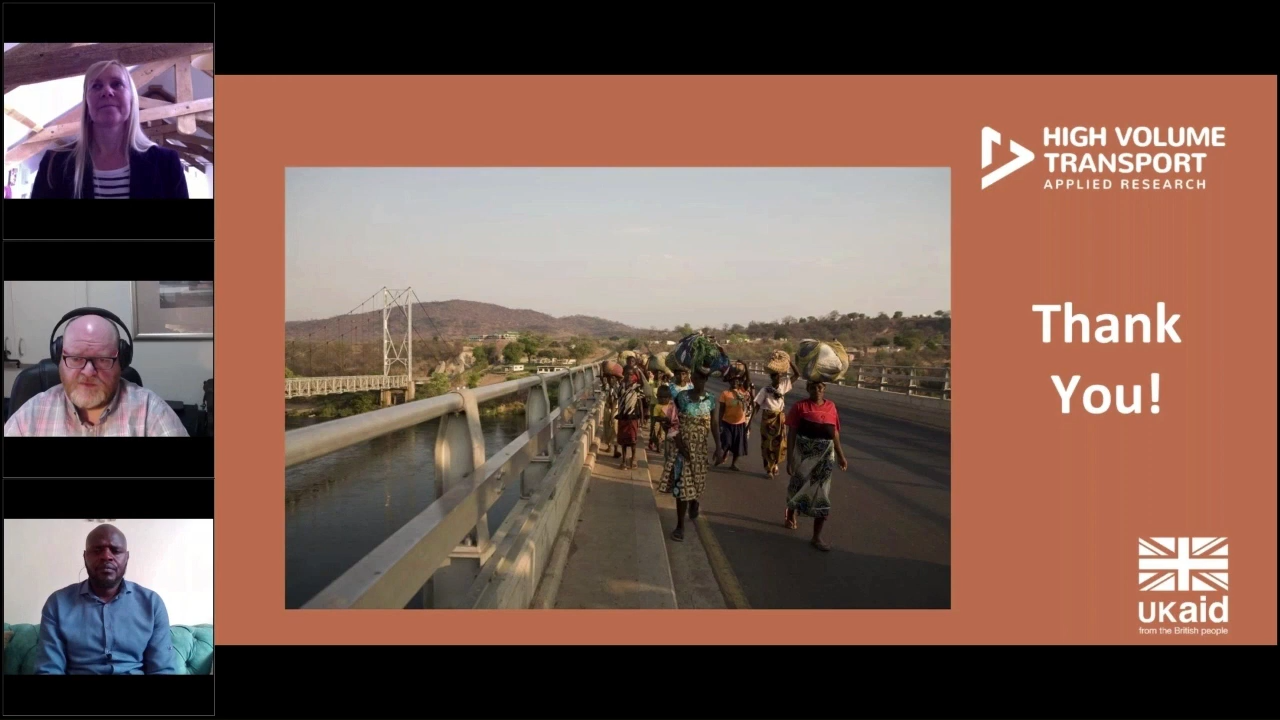 HIGH VOLUME
TRANSPORT
APPLIED RESEARCH
Thank
You!
UKaid
from the British people